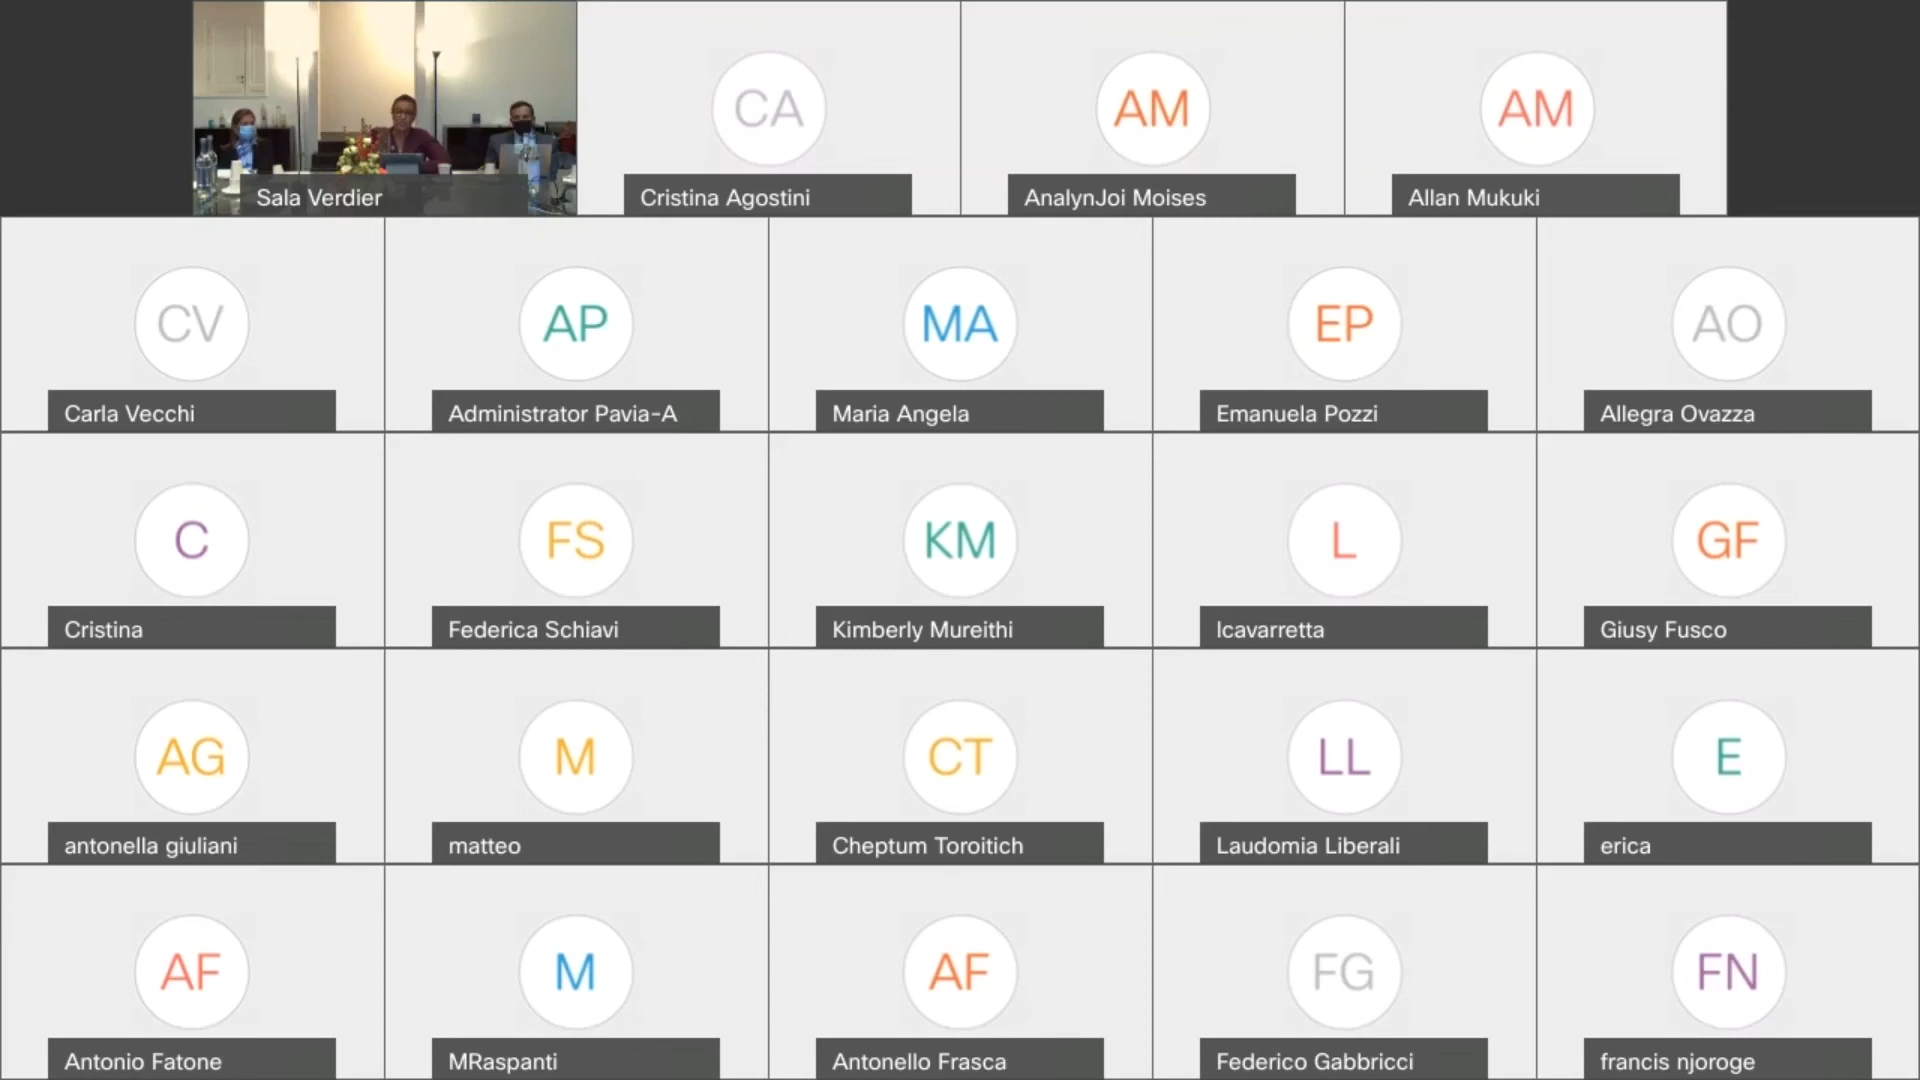 Sala Verdier
CA
Cristina Agostini
AM
AnalynJoi Moises
AM
Allan Mukuki
CV
Carla Vecchi
AP
Administrator Pavia-A
MA
Maria Angela
EP
Emanuela Pozzi
AO
Allegra Ovazza
C
Cristina
FS
Federica Schiavi
KM
Kimberly Mureithi
L
lcavarretta
GF
Giusy Fusco
AG
antonella giuliani
M
matteo
CT
Cheptum Toroitich
LL
Laudomia Liberali
E
erica
AF
Antonio Fatone
M
MRaspanti
AF
Antonello Frasca
FG
Federico Gabbricci
FN
francis njoroge